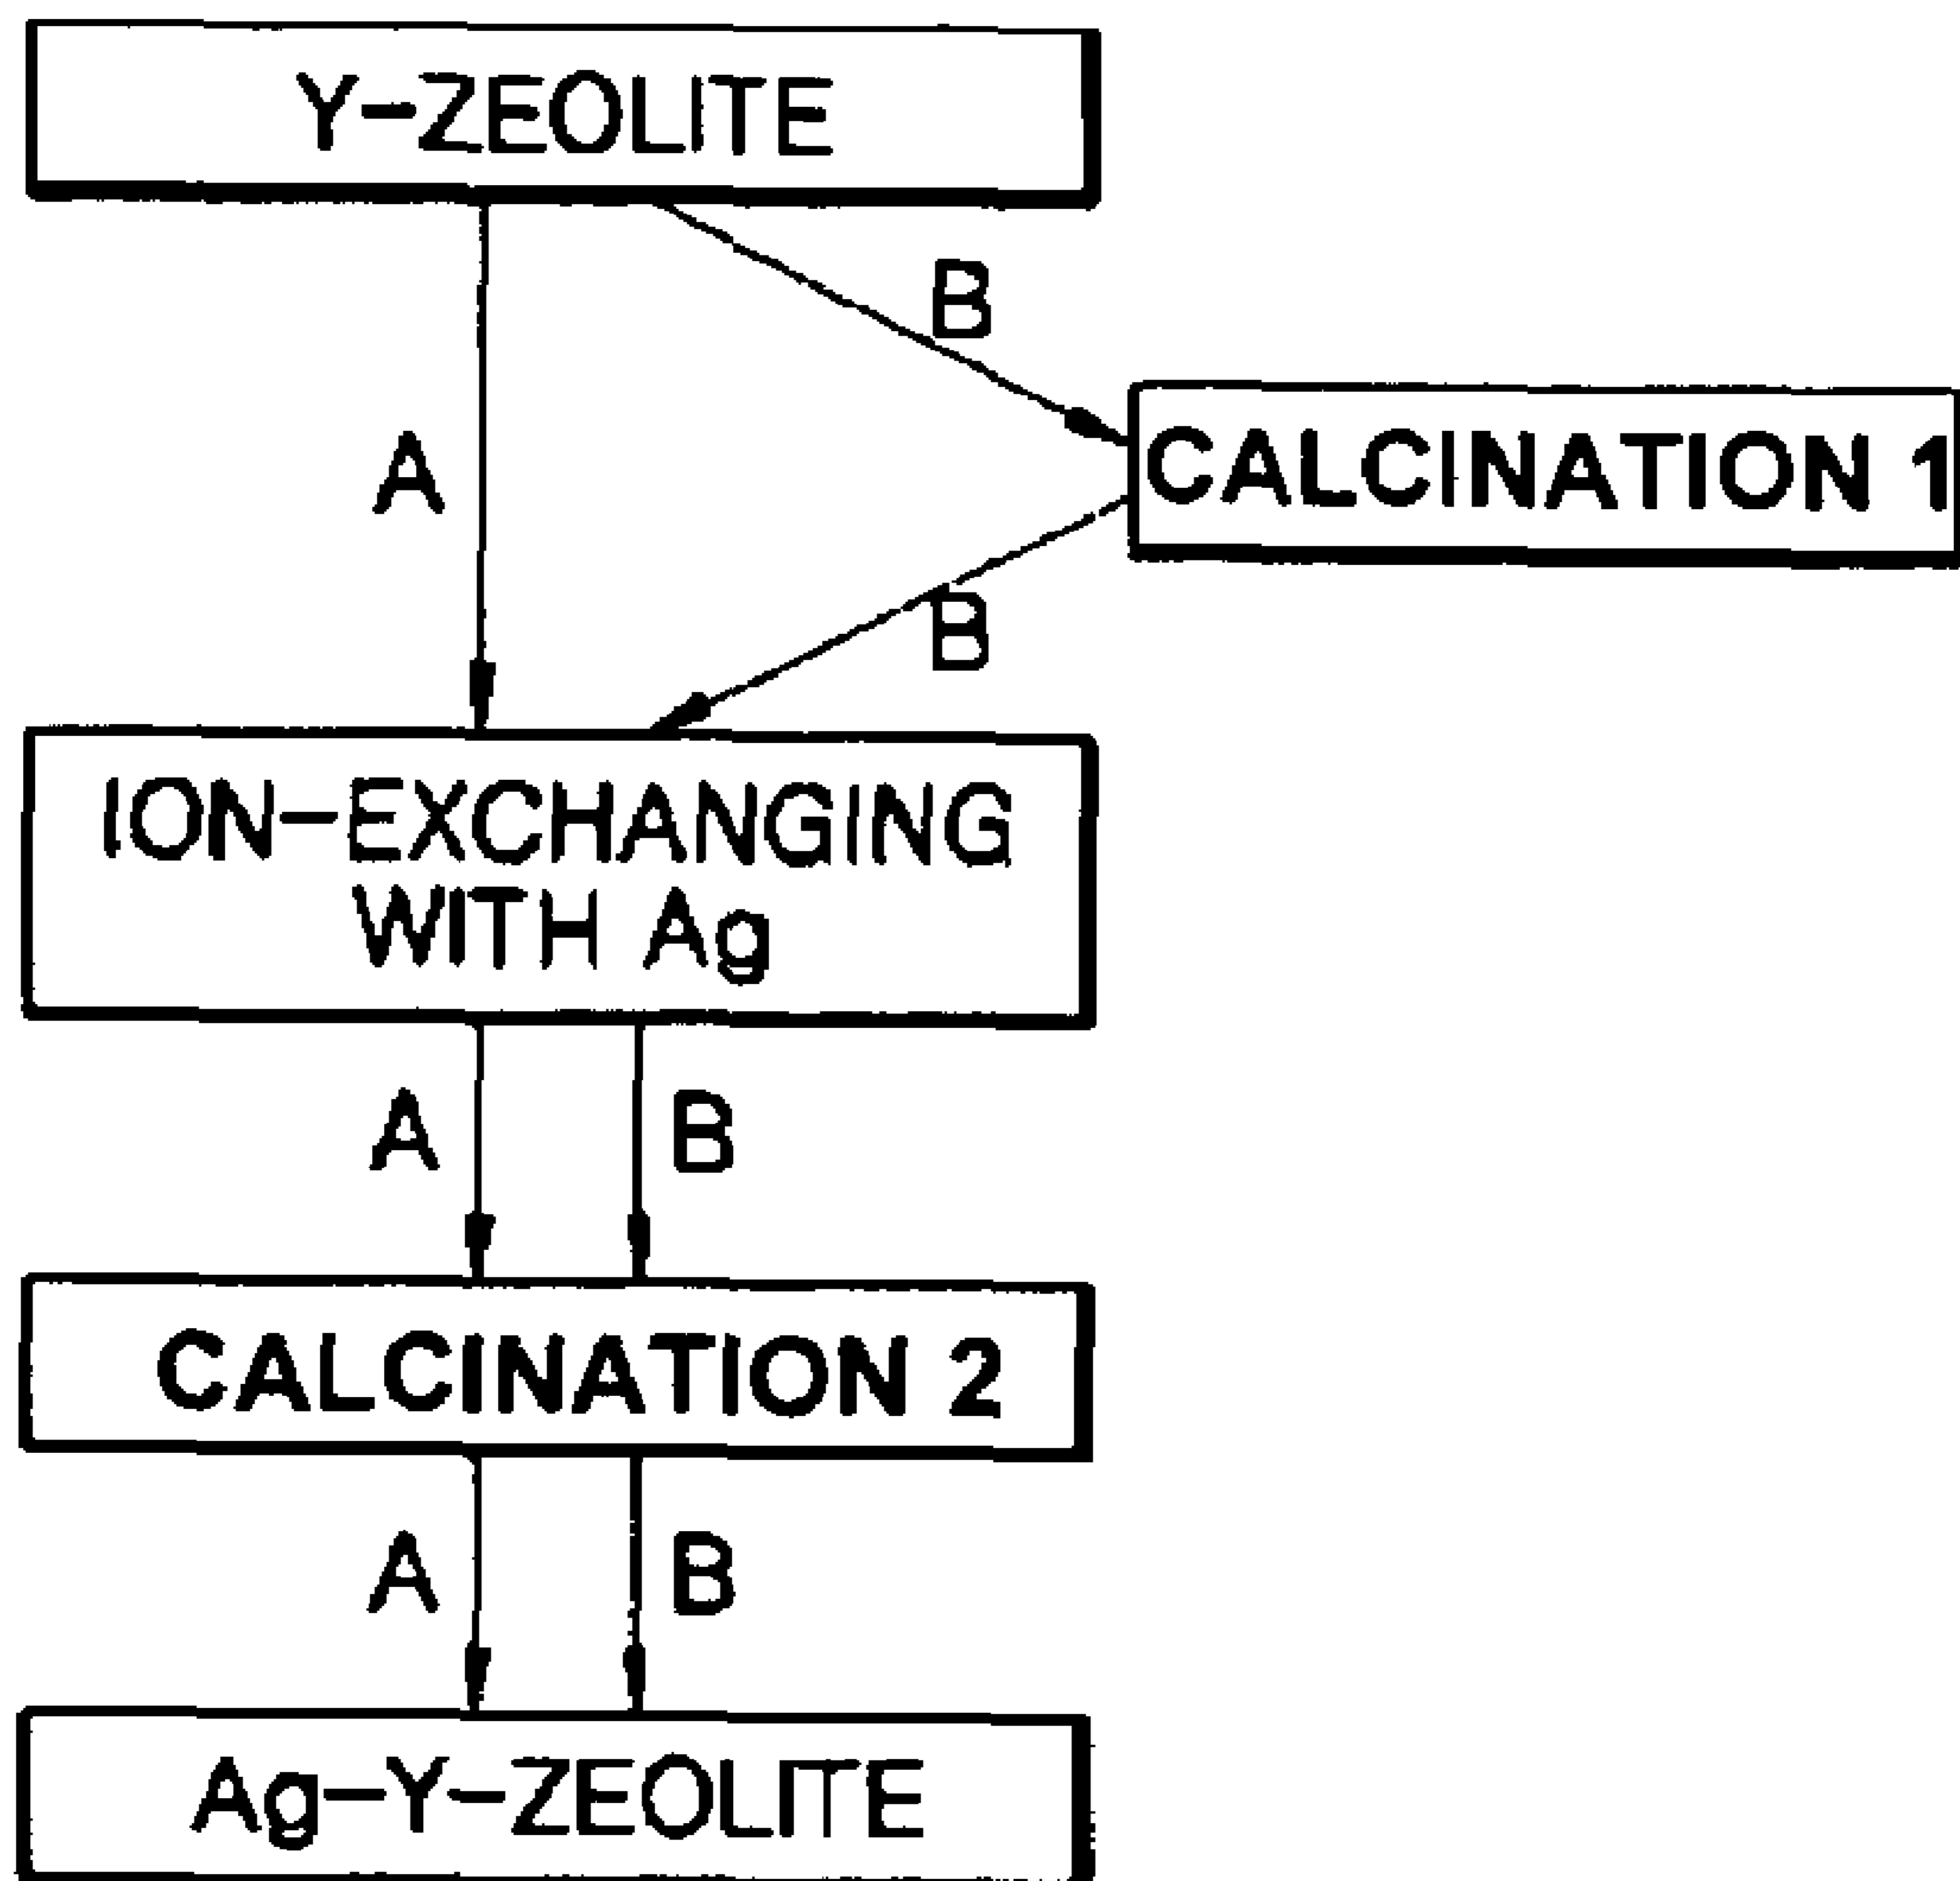 Y-ZEOLITE
B
A
CALCINATION 1
B
ION-EXCHANGING
WITH Ag
A
B
CALCINATION 2
A
B
Ag-Y-ZEOLITE